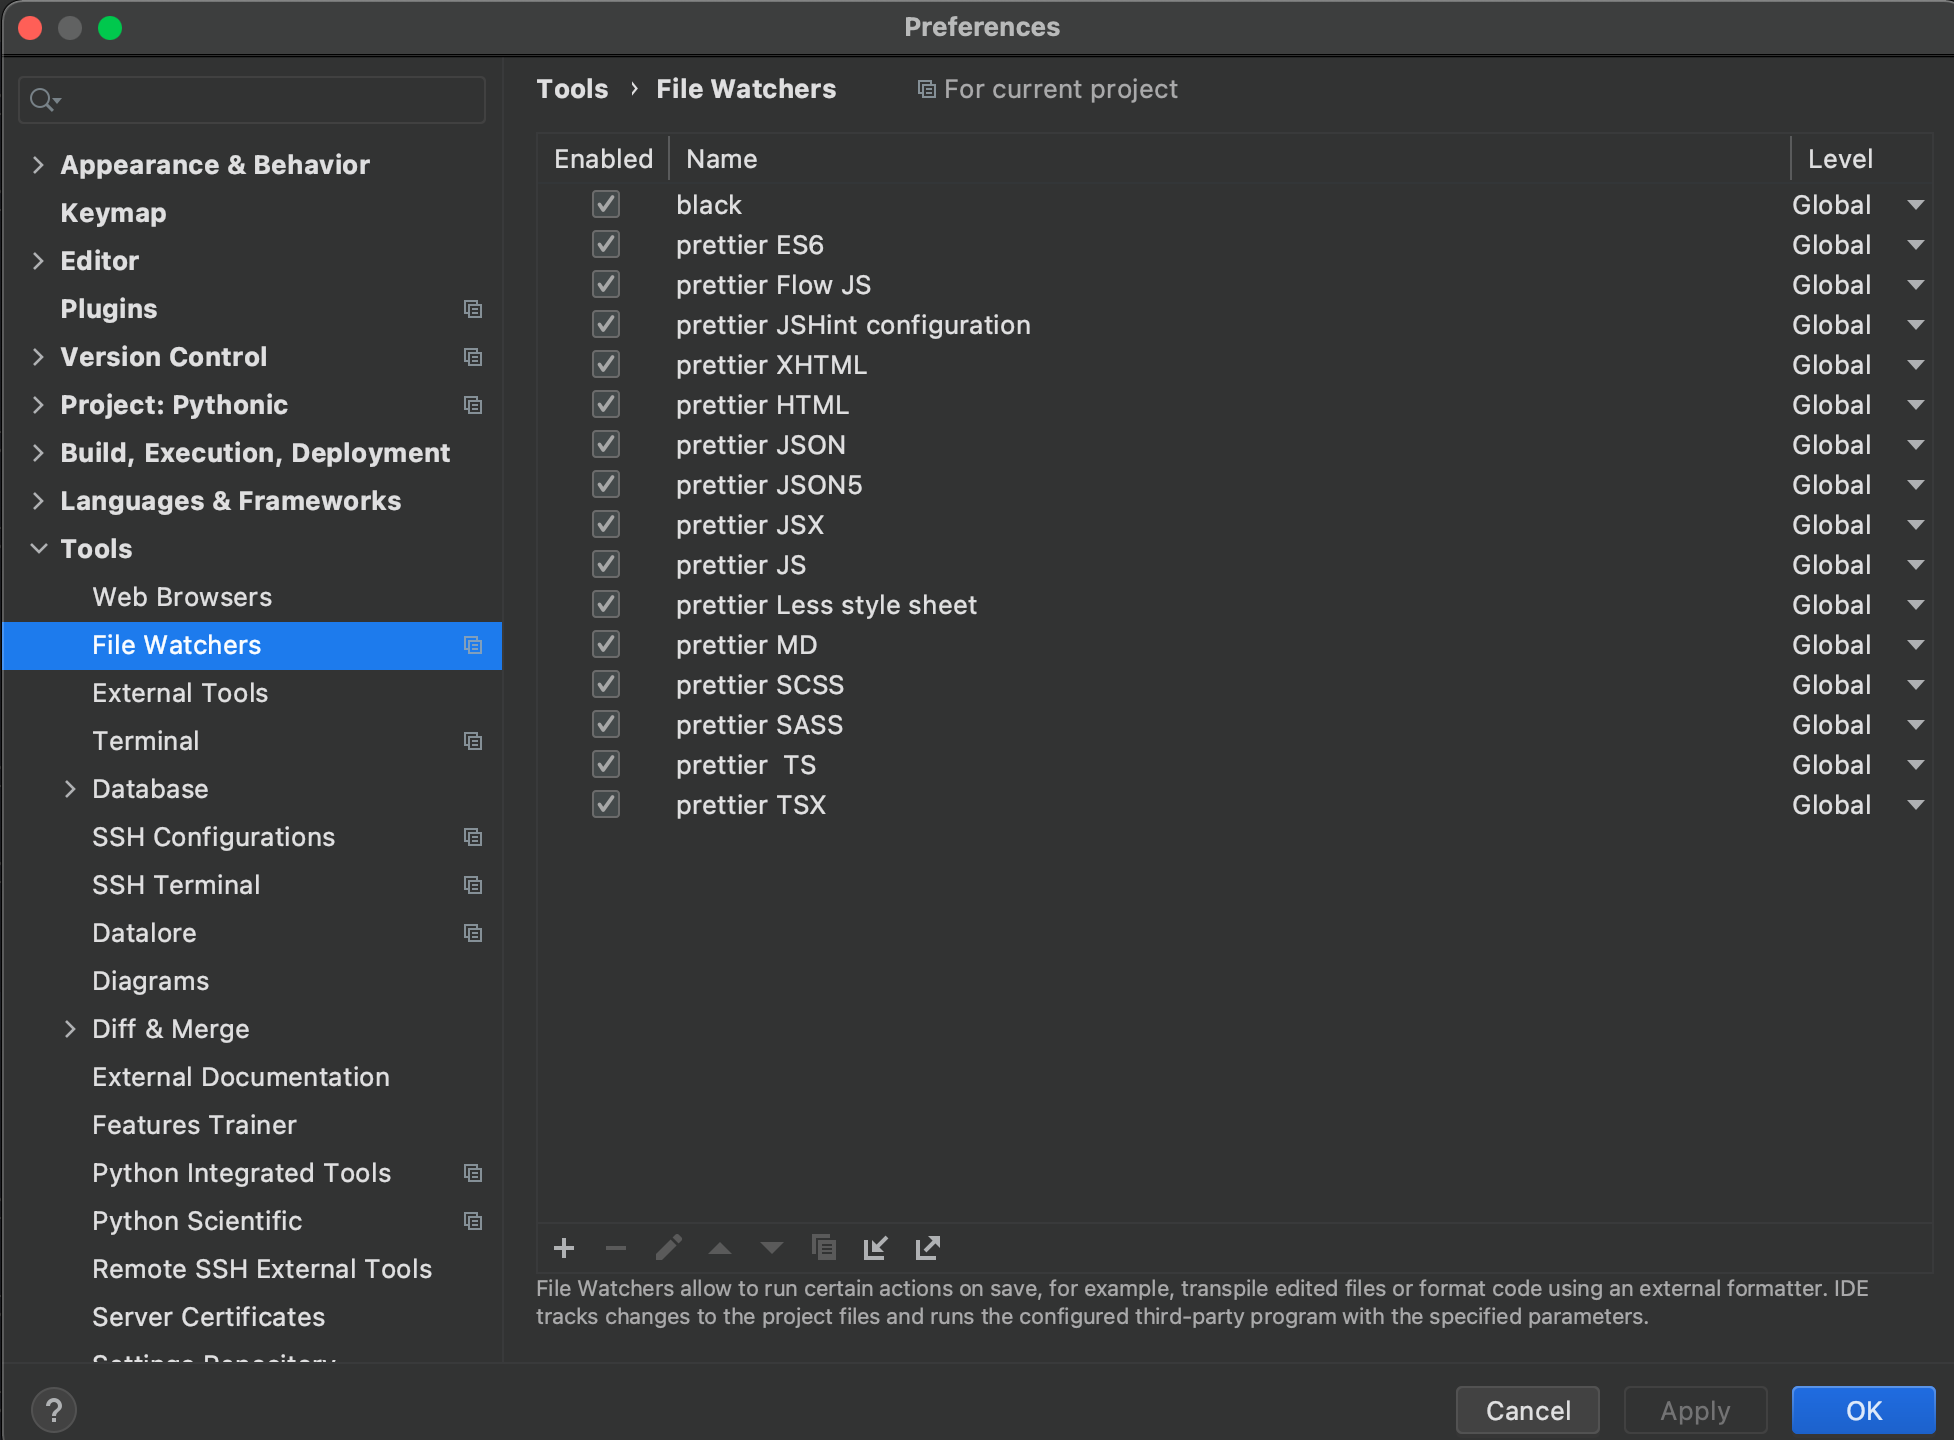 Preferences
Tools › File Watchers For current project
Appearance & Behavior
Keymap
Editor
Plugins
Version Control
Project: Pythonic
Build, Execution, Deployment
Languages & Frameworks
Tools
Web Browsers
File Watchers
External Tools
Terminal
Database
SSH Configurations
SSH Terminal
Datalore
Diagrams
Diff & Merge
External Documentation
Features Trainer
Python Integrated Tools
Python Scientific
Remote SSH External Tools
Server Certificates
Settings Repository
Enabled Name Level
black Global
prettier ES6 Global
prettier Flow JS Global
prettier JSHint configuration Global
prettier XHTML Global
prettier HTML Global
prettier JSON Global
prettier JSON5 Global
prettier JSX Global
prettier JS Global
prettier Less style sheet Global
prettier MD Global
prettier SCSS Global
prettier SASS Global
prettier  TS Global
prettier TSX Global
File Watchers allow to run certain actions on save, for example, transpile edited files or format code using an external formatter. IDE
tracks changes to the project files and runs the configured third-party program with the specified parameters.
?
Cancel Apply OK